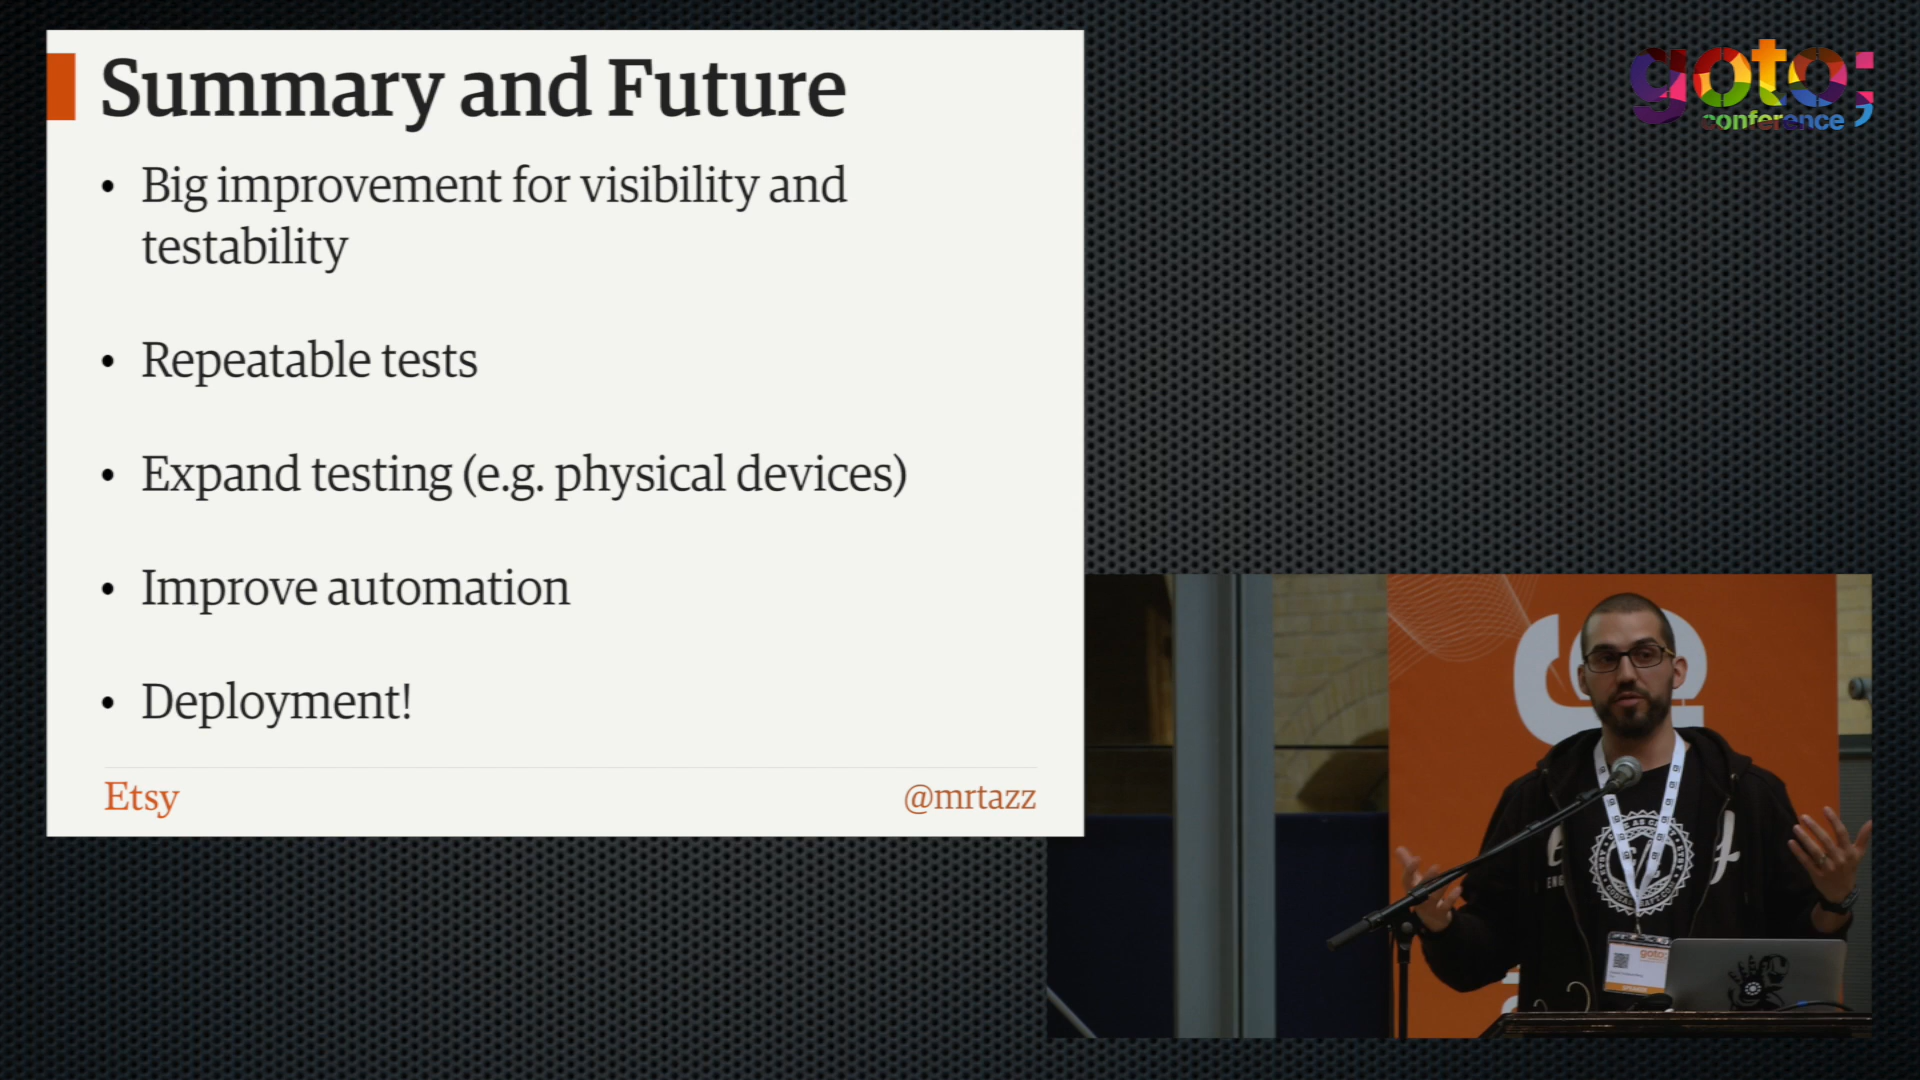 Summary and Future
• Big improvement for visibility and
testability
• Repeatable tests
• Expand testing (e.g. physical devices)
• Improve automation
• Deployment!
Etsy
@mrtazz
goto;
conference
goto;